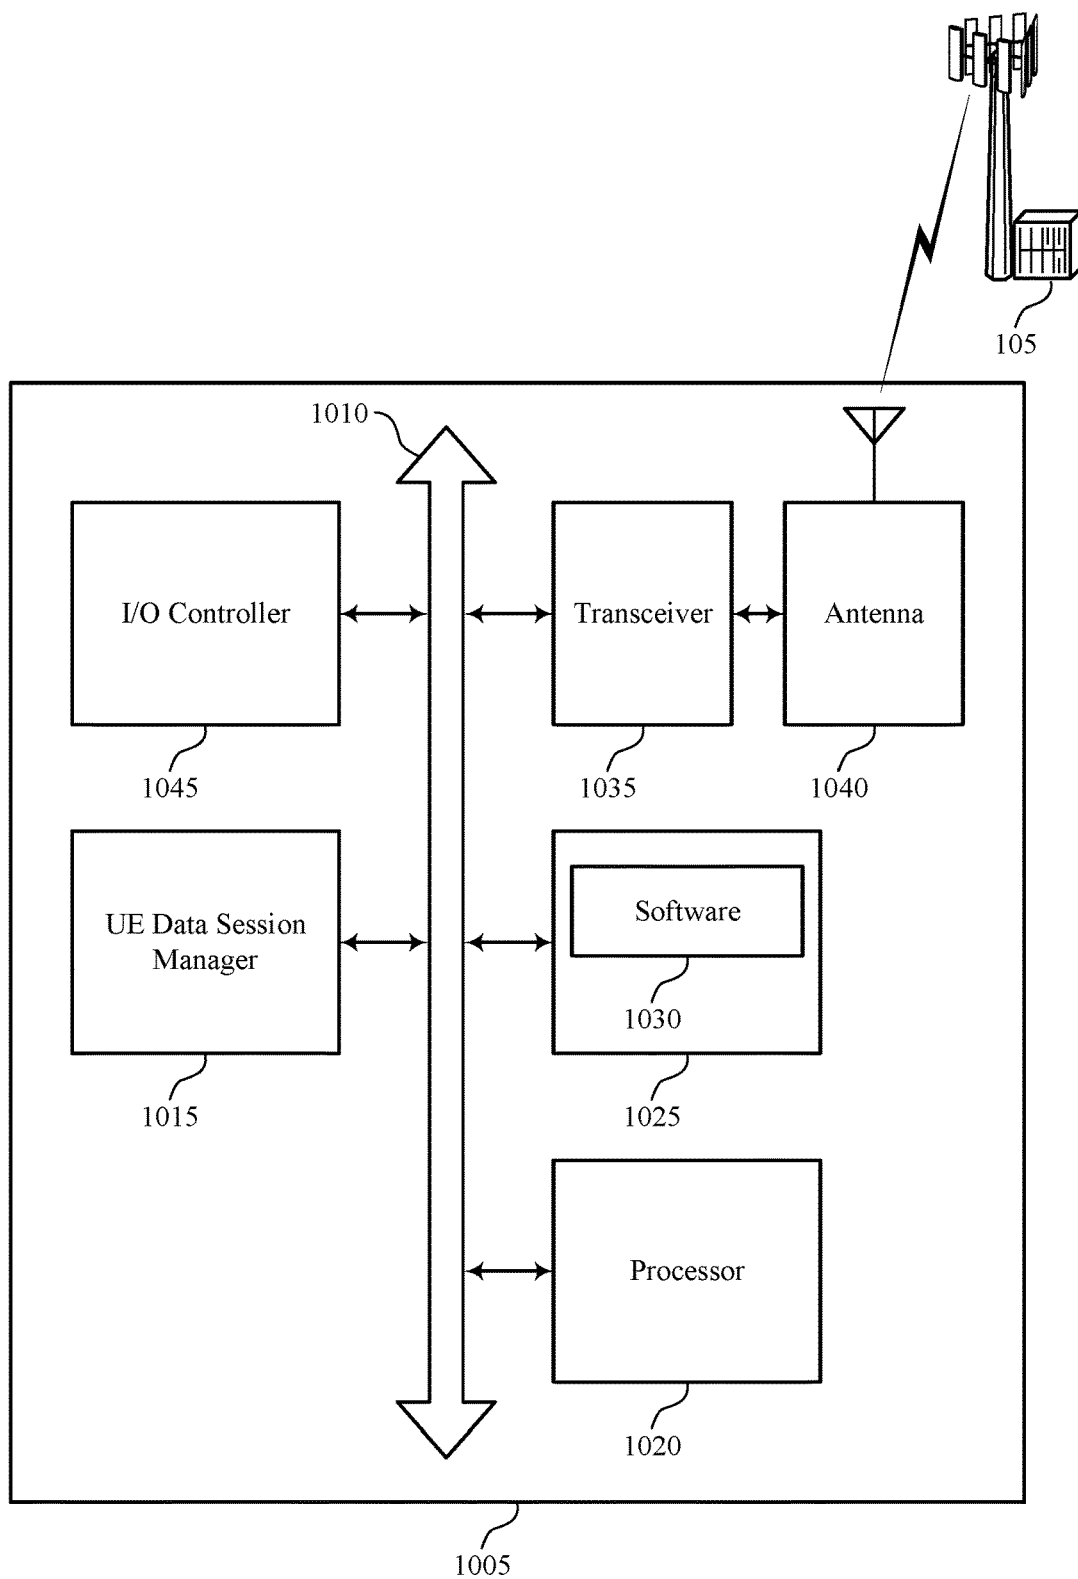 105
1010
I/O Controller
Transceiver
Antenna
1045
1035
1040
UE Data Session
Manager
Software
1030
1015
1025
Processor
1020
1005